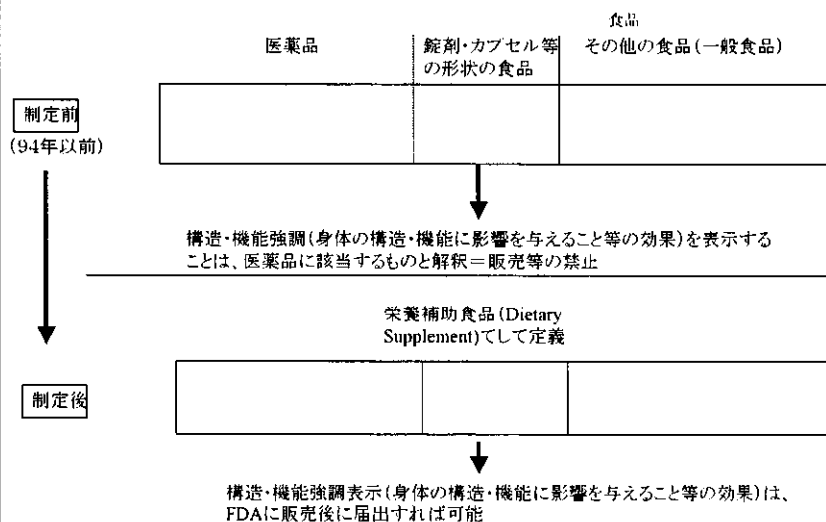 食品
医薬品
錠剤・カプセル等
の形状の食品
その他の食品(一般食品)
制定前
(94年以前)
構造・機能強調(身体の構造・機能に影響を与えること等の効果)を表示する
ことは、医薬品に該当するものと解釈=販売等の禁止
栄養補助食品(Dietary
Supplement)てして定義
制定後
構造・機能強調表示(身体の構造・機能に影響を与えること等の効果)は、
FDAに販売後に届出すれば可能